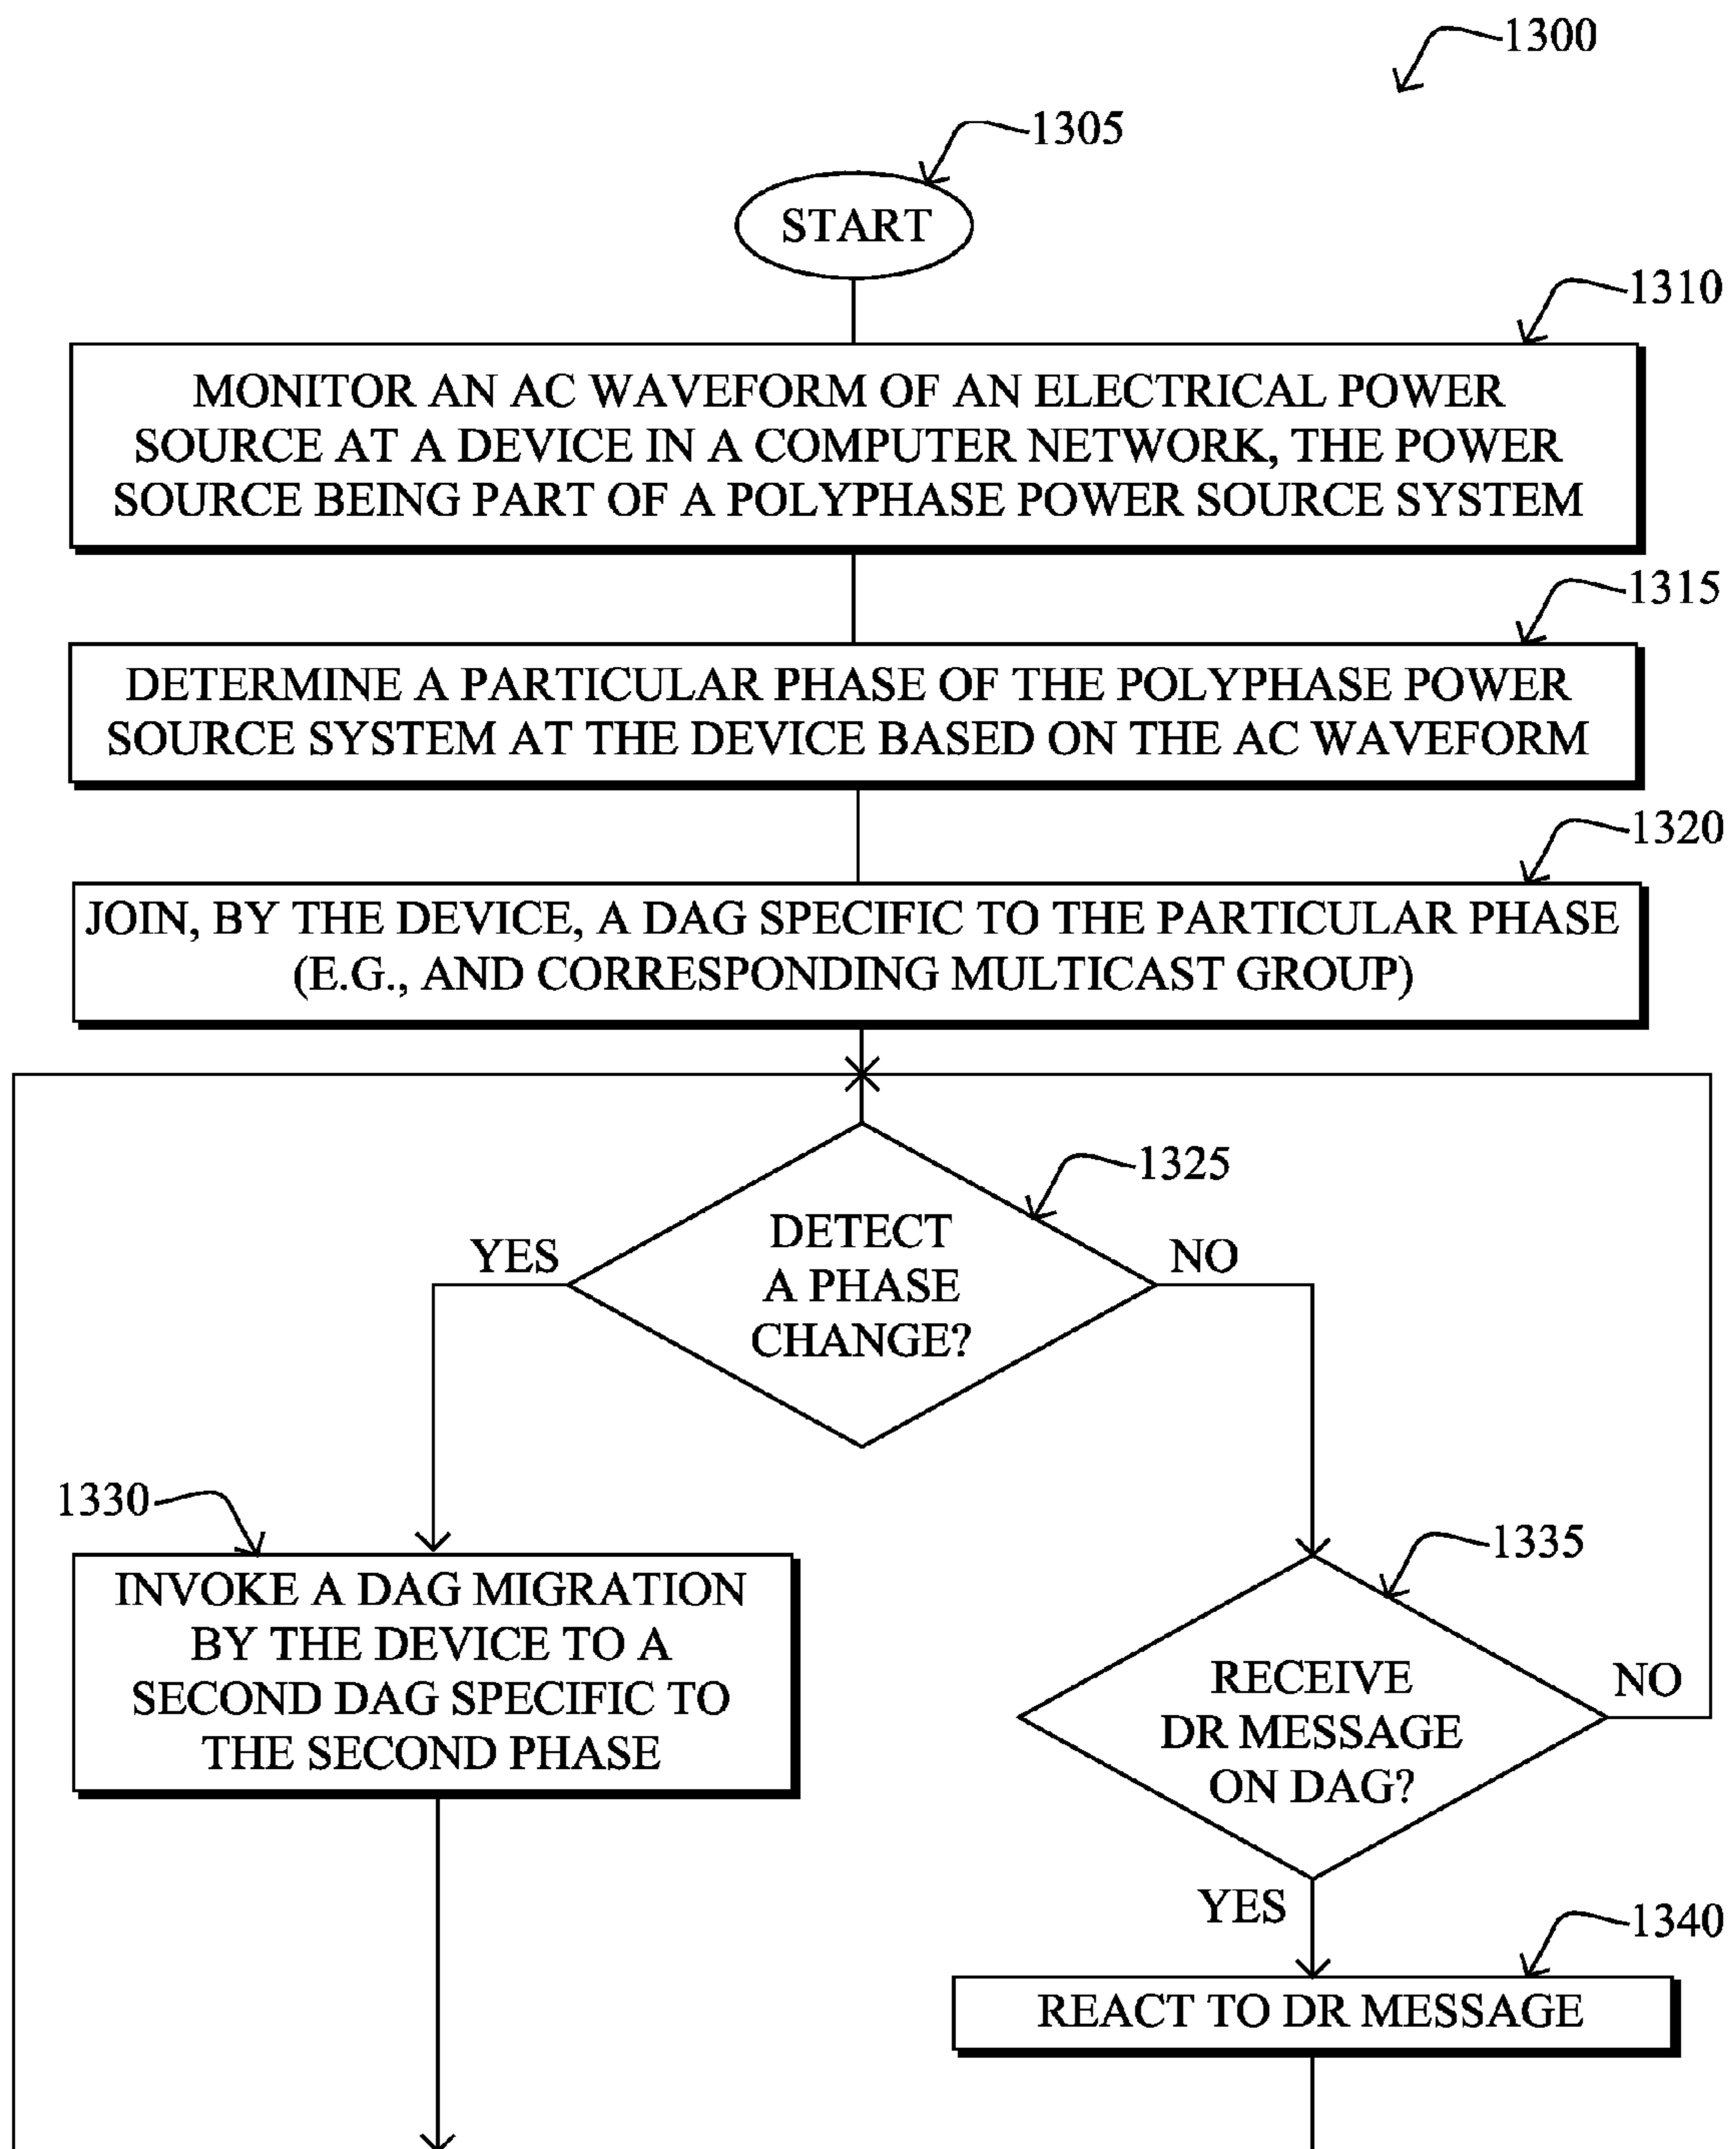 1300
1305
START
1310
MONITOR AN AC WAVEFORM OF AN ELECTRICAL POWER
SOURCE AT A DEVICE IN A COMPUTER NETWORK, THE POWER
SOURCE BEING PART OF A POLYPHASE POWER SOURCE SYSTEM
1315
DETERMINE A PARTICULAR PHASE OF THE POLYPHASE POWER
SOURCE SYSTEM AT THE DEVICE BASED ON THE AC WAVEFORM
1320
JOIN, BY THE DEVICE, A DAG SPECIFIC TO THE PARTICULAR PHASE
(E.G., AND CORRESPONDING MULTICAST GROUP)
1325
DETECT
A PHASE
CHANGE?
YES
NO
1330
INVOKE A DAG MIGRATION
BY THE DEVICE TO A
SECOND DAG SPECIFIC TO
THE SECOND PHASE
1335
RECEIVE
DR MESSAGE
ON DAG?
NO
YES
1340
REACT TO DR MESSAGE